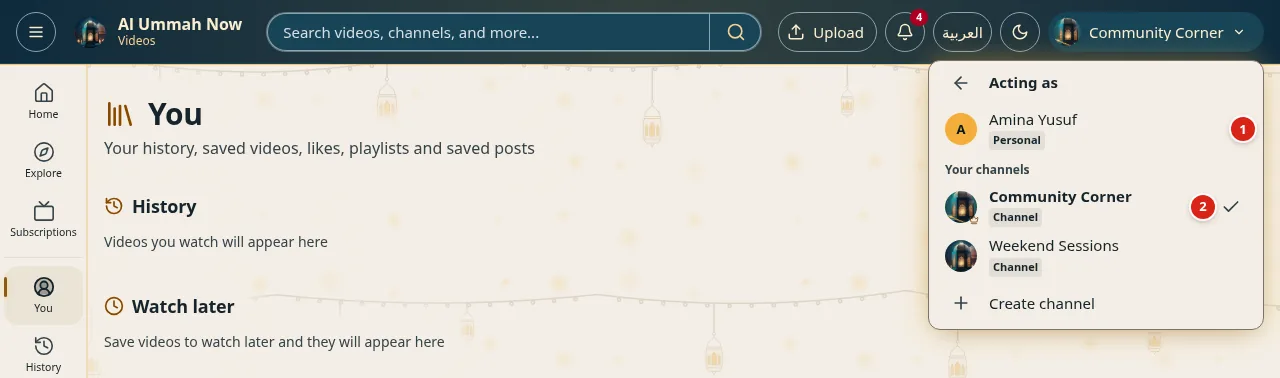 Al Ummah Now
Videos
Search videos, channels, and more...
Upload
4
العربية
Community Corner
Home
Explore
Subscriptions
You
History
You
Your history, saved videos, likes, playlists and saved posts
History
Videos you watch will appear here
Watch later
Save videos to watch later and they will appear here
Acting as
A
Amina Yusuf
Personal
1
Your channels
Community Corner
Channel
2
Weekend Sessions
Channel
Create channel